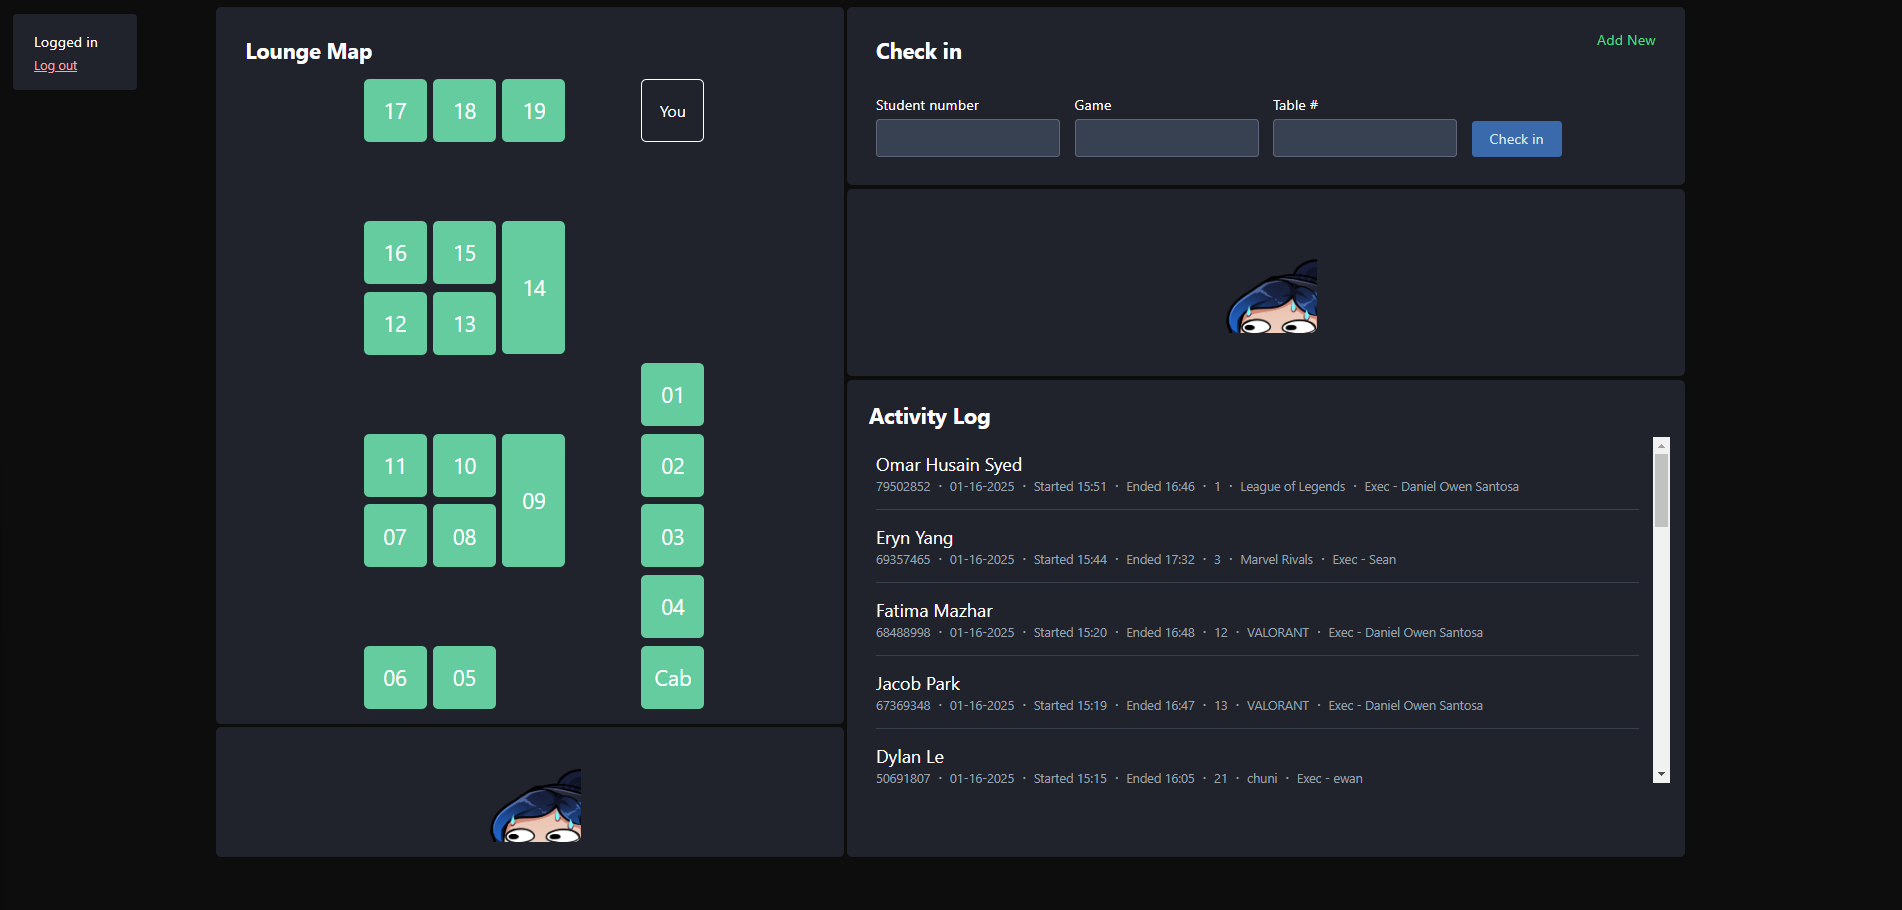 Logged in
Log out
Lounge Map
17 18 19 You
16 15 14
12 13
01
11 10 09 02
07 08 03
04
06 05 Cab
Check in
Add New
Student number Game Table #
Check in
Activity Log
Omar Husain Syed
79502852 · 01-16-2025 · Started 15:51 · Ended 16:46 · 1 · League of Legends · Exec - Daniel Owen Santosa
Eryn Yang
69357465 · 01-16-2025 · Started 15:44 · Ended 17:32 · 3 · Marvel Rivals · Exec - Sean
Fatima Mazhar
68488998 · 01-16-2025 · Started 15:20 · Ended 16:48 · 12 · VALORANT · Exec - Daniel Owen Santosa
Jacob Park
67369348 · 01-16-2025 · Started 15:19 · Ended 16:47 · 13 · VALORANT · Exec - Daniel Owen Santosa
Dylan Le
50691807 · 01-16-2025 · Started 15:15 · Ended 16:05 · 21 · chuni · Exec - ewan